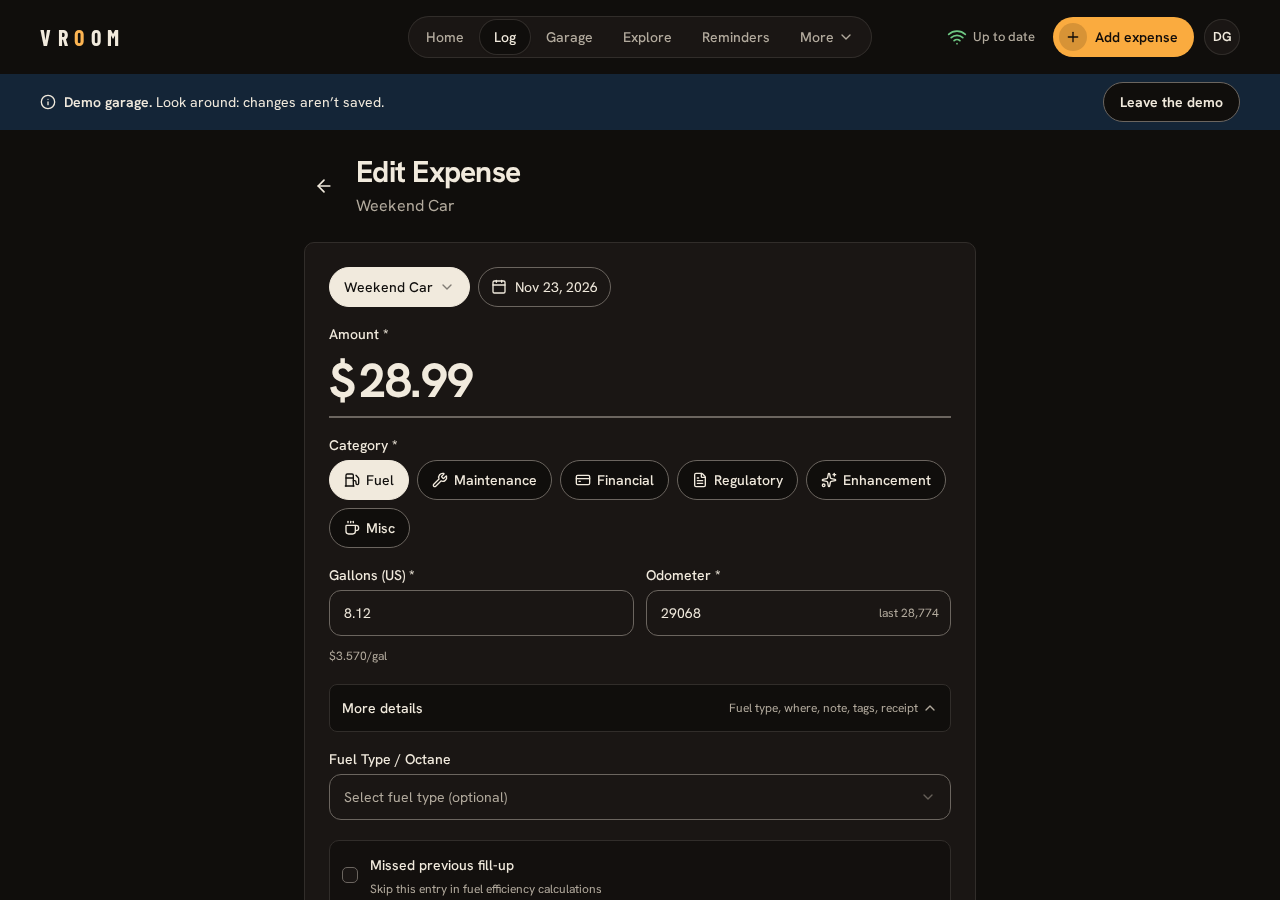 VROOM
Home
Log
Garage
Explore
Reminders
More
Up to date
Add expense
DG
Demo garage. Look around: changes aren’t saved.
Leave the demo
Edit Expense
Weekend Car
Weekend Car
Nov 23, 2026
Amount *
$28.99
Category *
Fuel
Maintenance
Financial
Regulatory
Enhancement
Misc
Gallons (US) *
Odometer *
8.12
29068
last 28,774
$3.570/gal
More details
Fuel type, where, note, tags, receipt
Fuel Type / Octane
Select fuel type (optional)
Missed previous fill-up
Skip this entry in fuel efficiency calculations